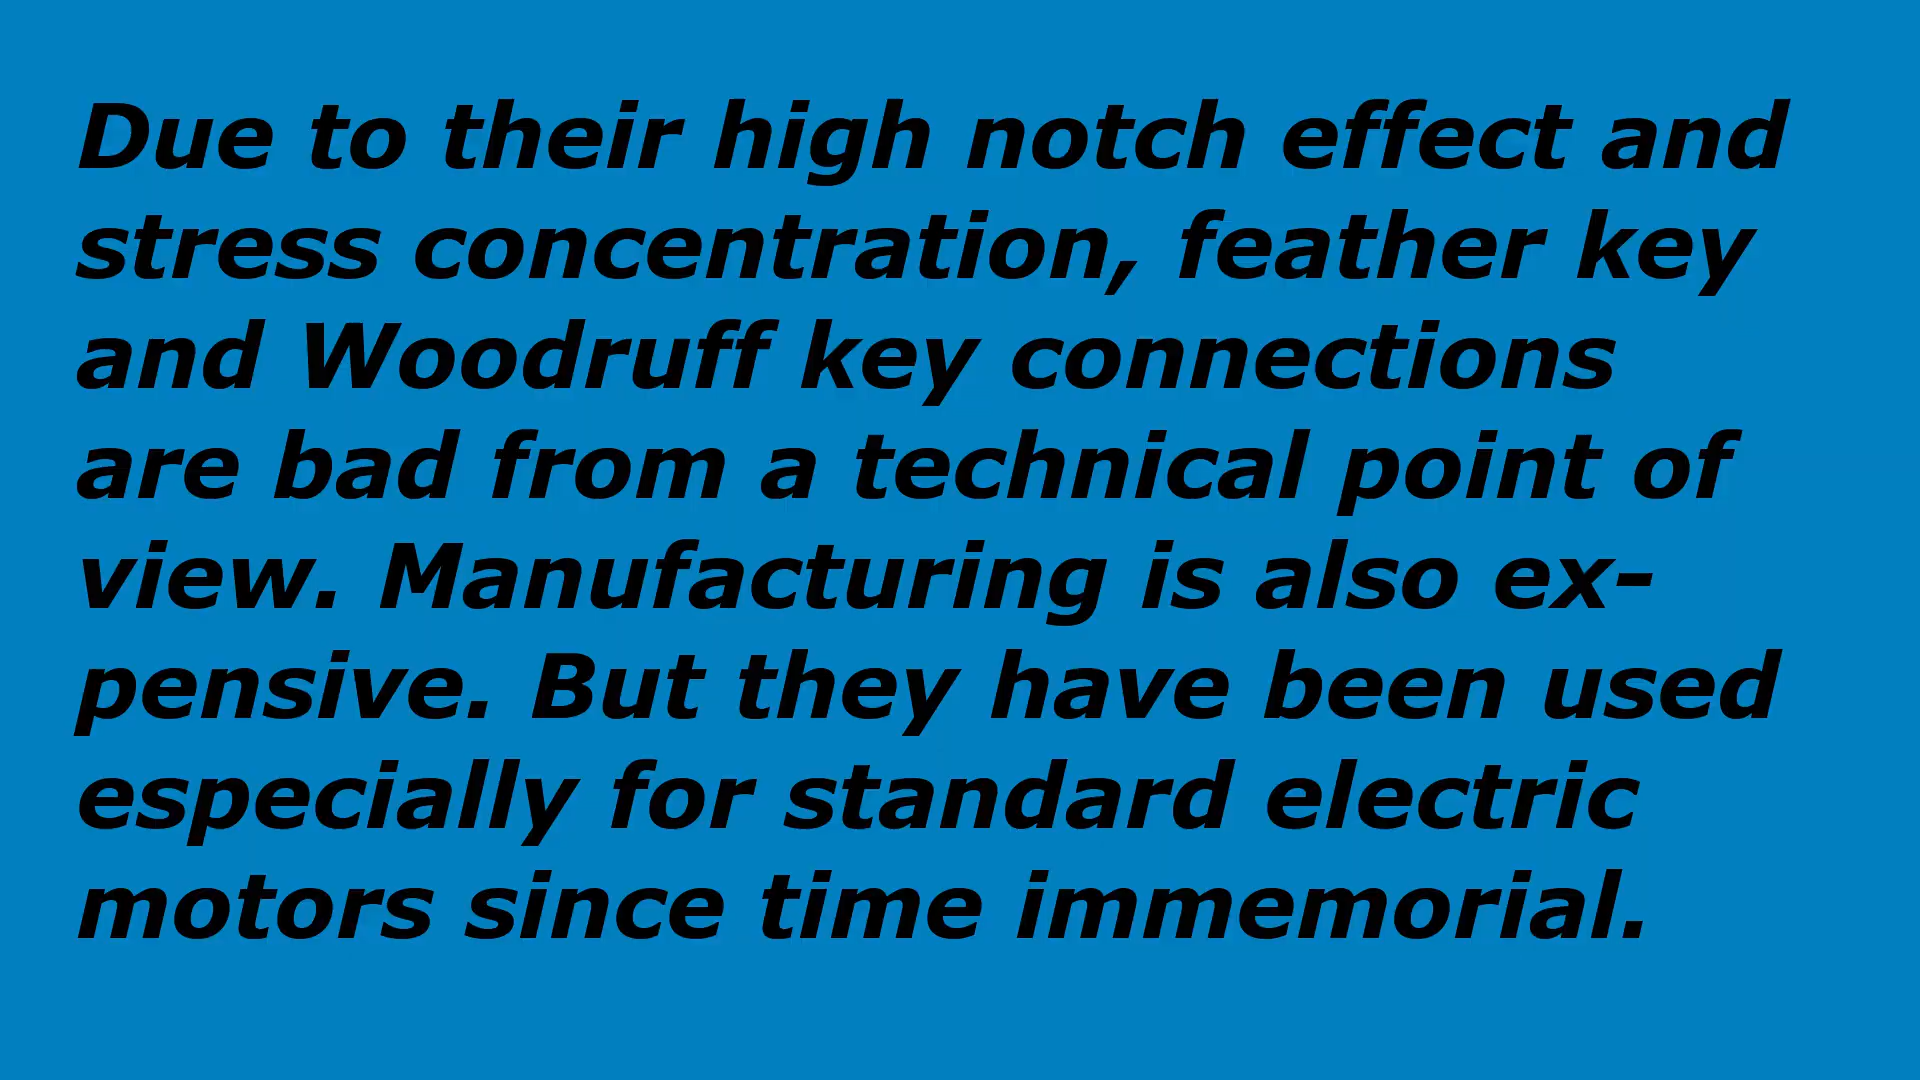 Due to their high notch effect and
stress concentration, feather key
and Woodruff key connections
are bad from a technical point of
view. Manufacturing is also ex-
pensive. But they have been used
especially for standard electric
motors since time immemorial.